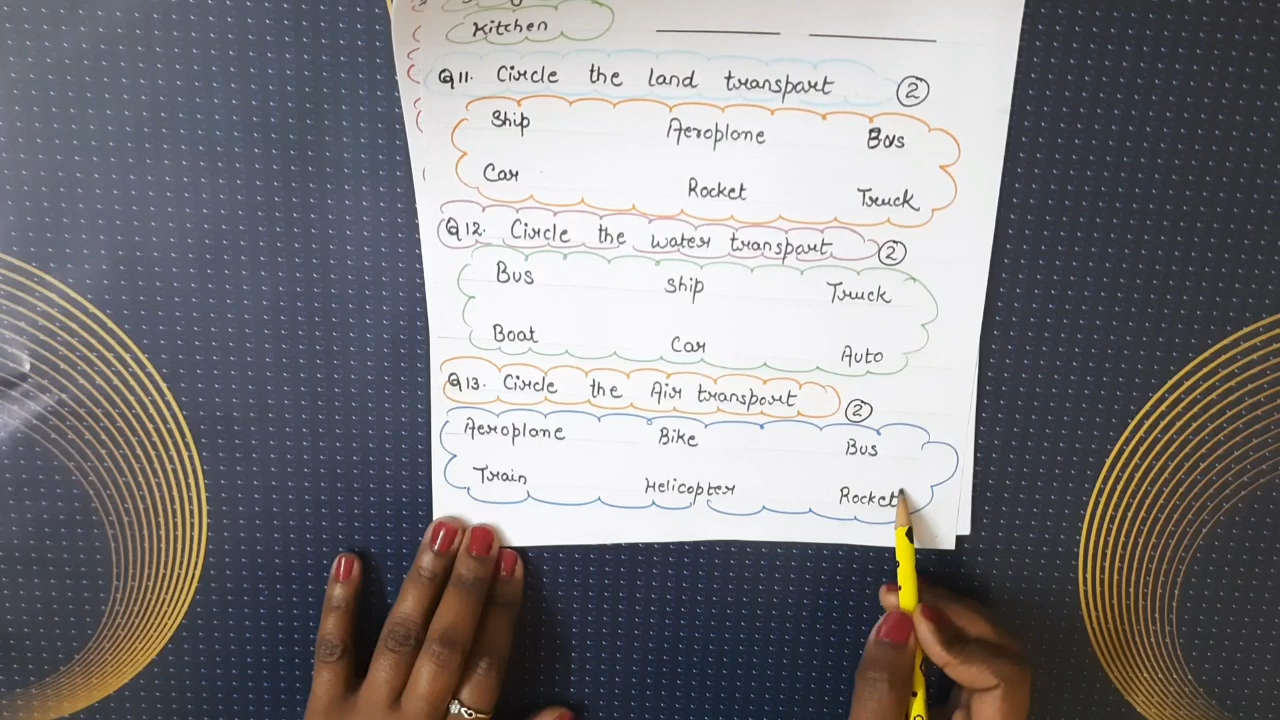 Kitchen
Q11. Circle the land transport 2
Ship Aeroplone Bus
Car Rocket Truck
Q12. Circle the water transport 2
Bus Ship Truck
Boat Car Auto
Q13. Circle the Air transport 2
Aeroplane Bike Bus
Train Helicopter Rocket